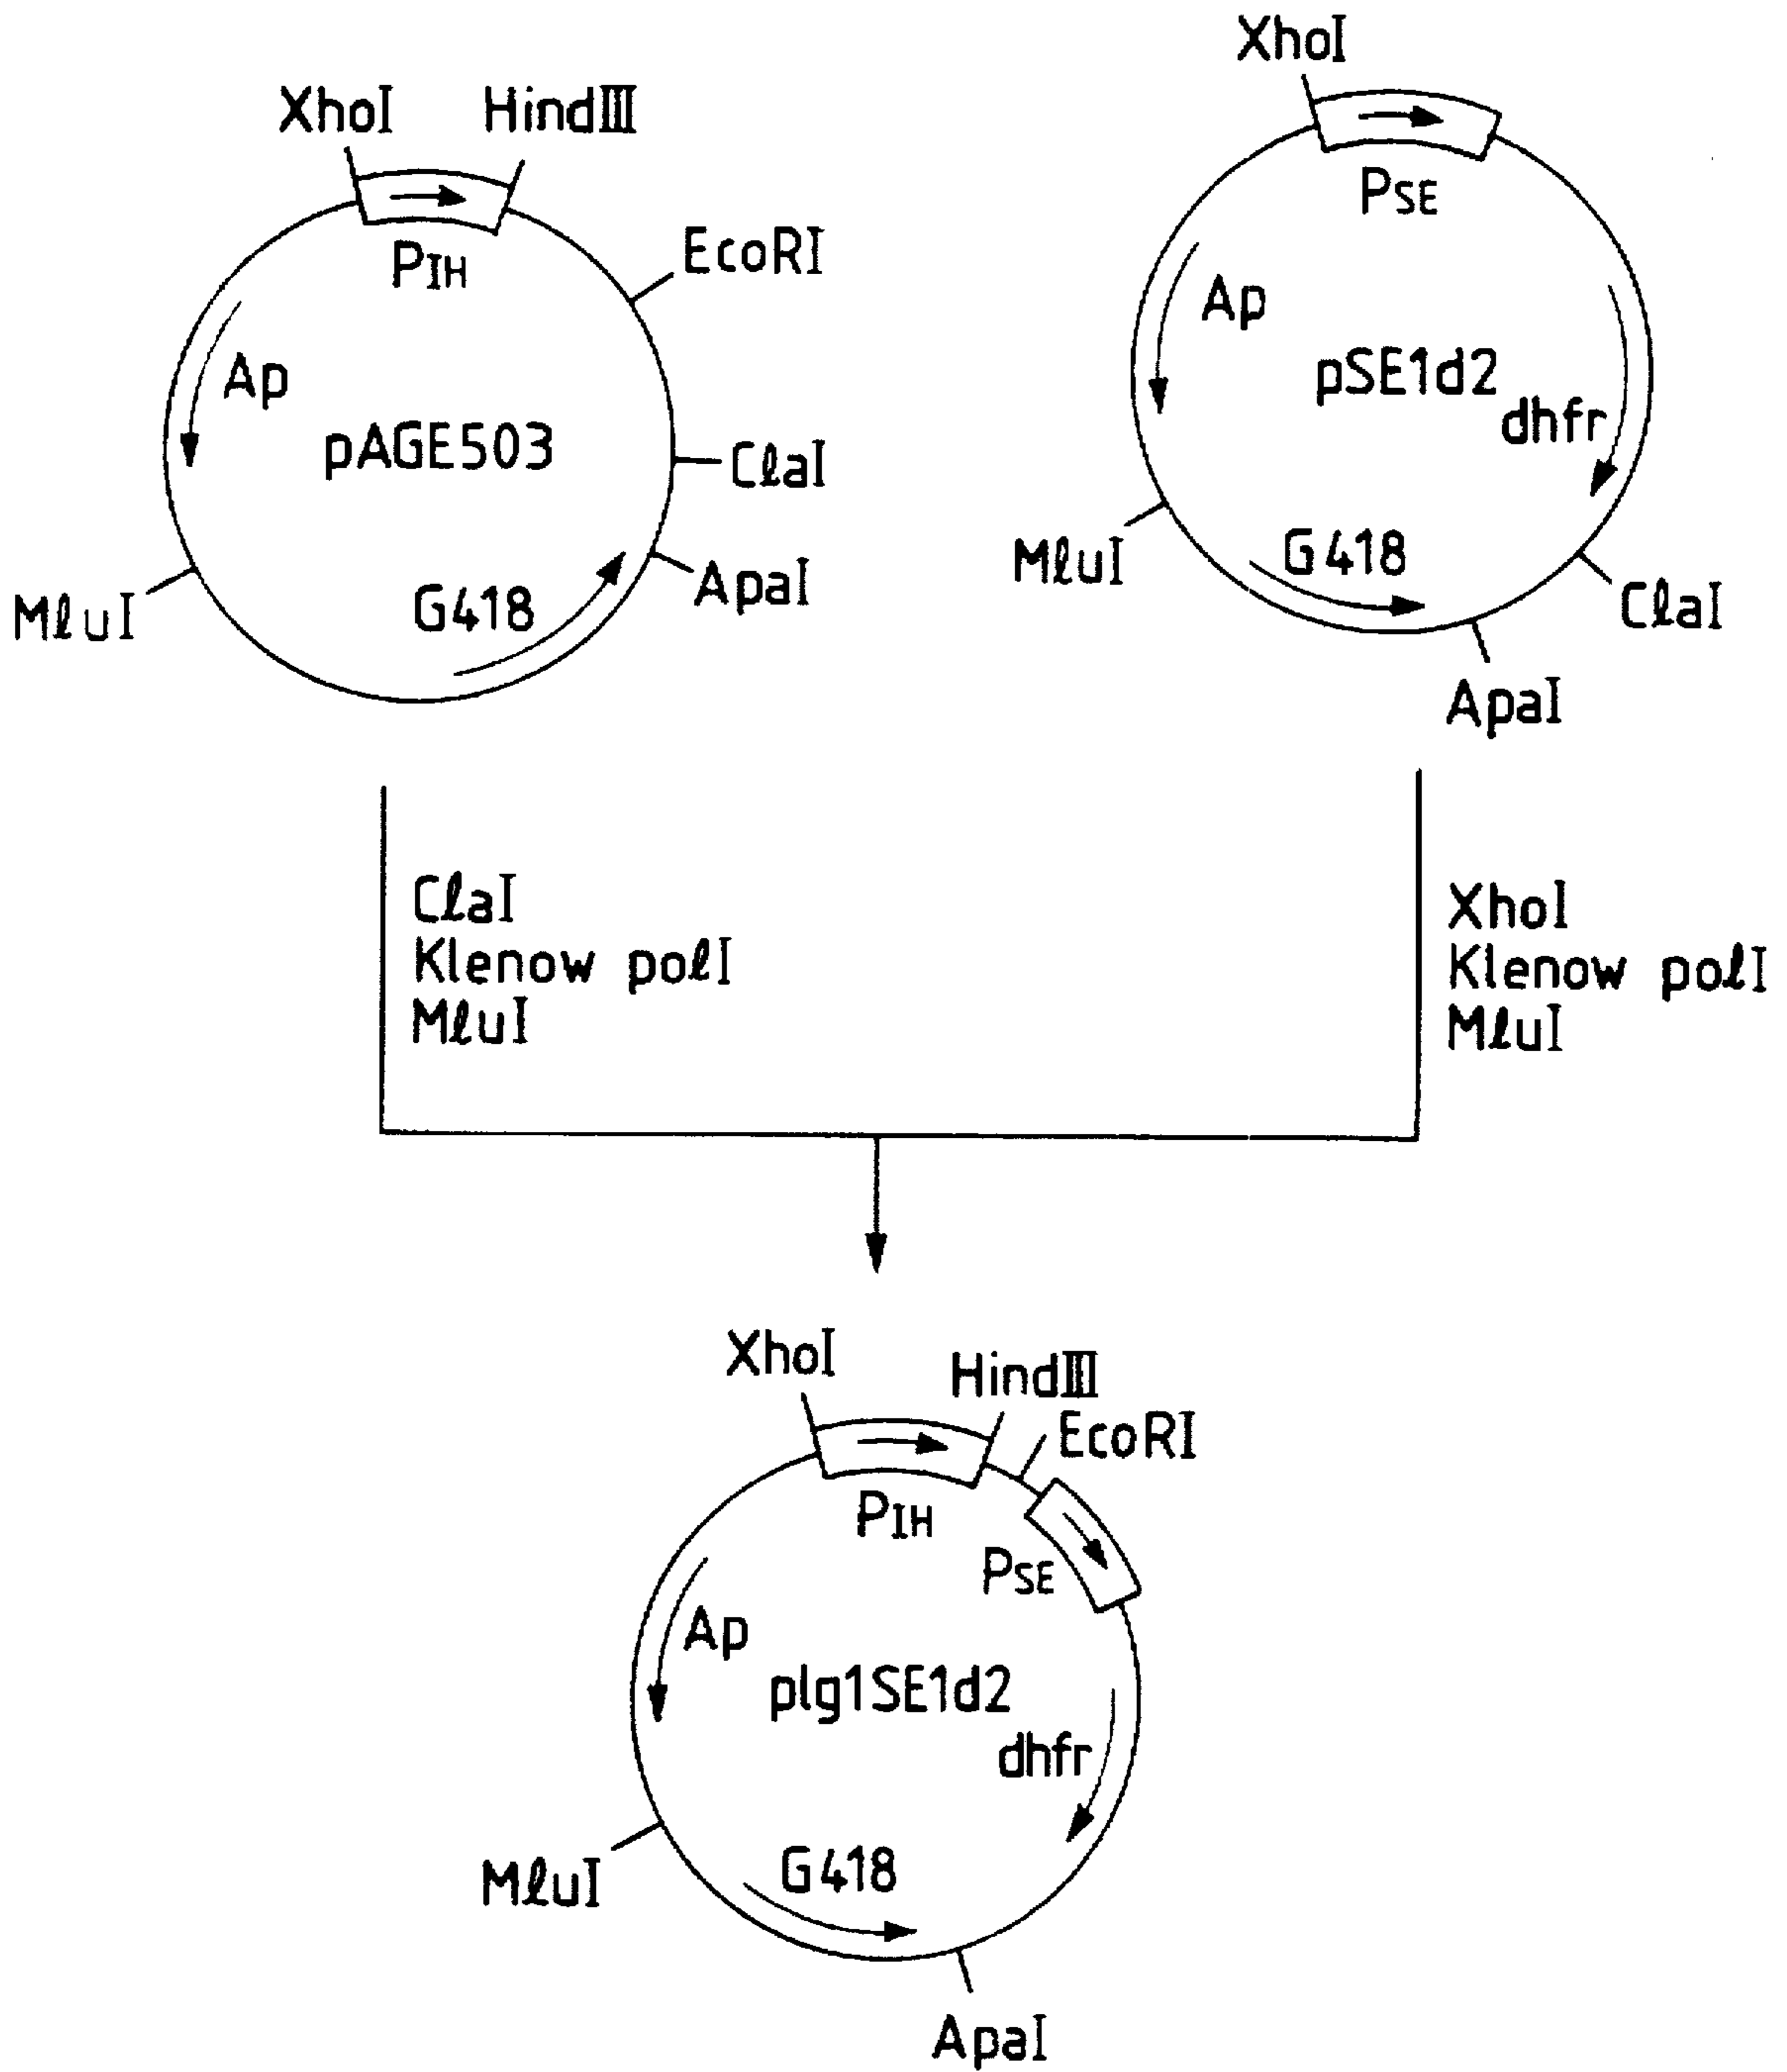 XhoI
HindIII
PIH
EcoRI
Ap
pAGE503
ClaI
MluI
G418
ApaI
XhoI
PSE
Ap
pSE1d2
dhfr
MluI
G418
ClaI
ApaI
ClaI
Klenow polI
MluI
XhoI
Klenow polI
MluI
XhoI
HindIII
EcoRI
PIH
PSE
Ap
pIg1SE1d2
dhfr
MluI
G418
ApaI